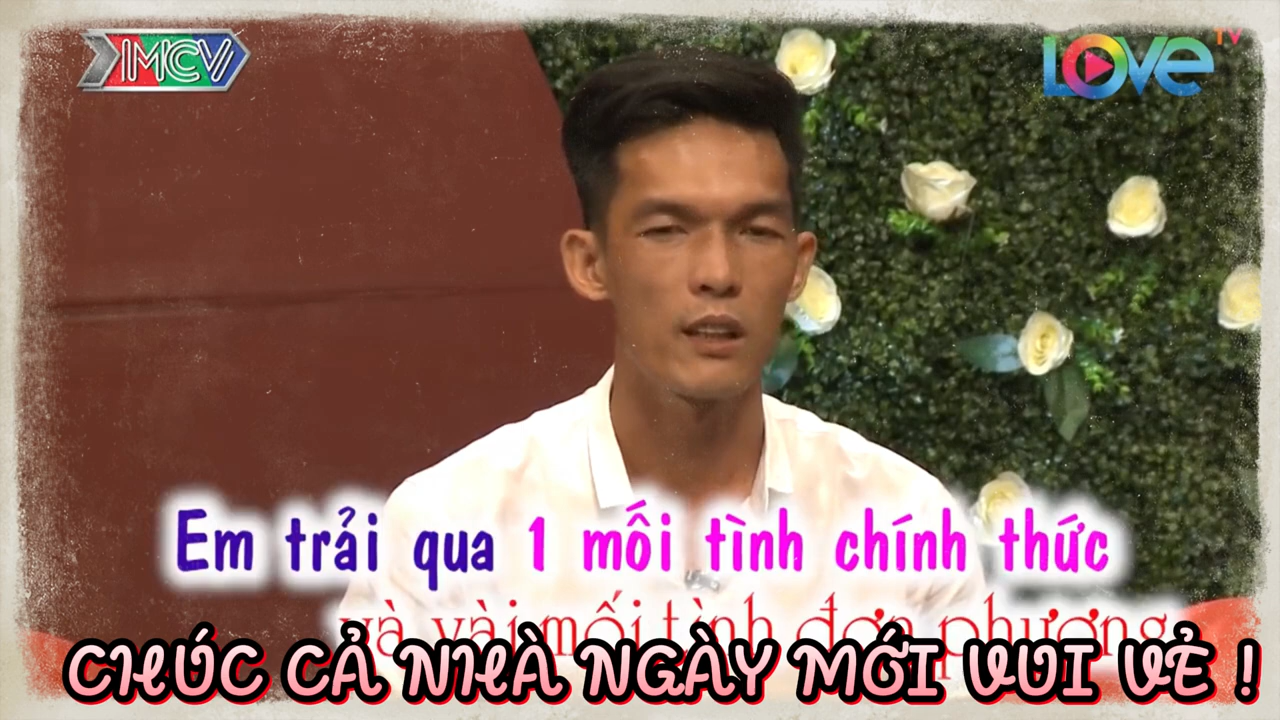 MCV
LOVE TV
Em trải qua 1 mối tình chính thức
và vài mối tình đơn phương
CHÚC CẢ NHÀ NGÀY MỚI VUI VẺ !